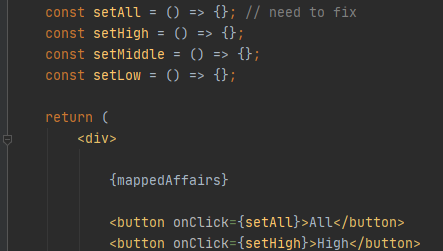 const setAll = () => {}; // need to fix
const setHigh = () => {};
const setMiddle = () => {};
const setLow = () => {};
return (
<div>
{mappedAffairs}
<button onClick={setAll}>All</button>
<button onClick={setHigh}>High</button>